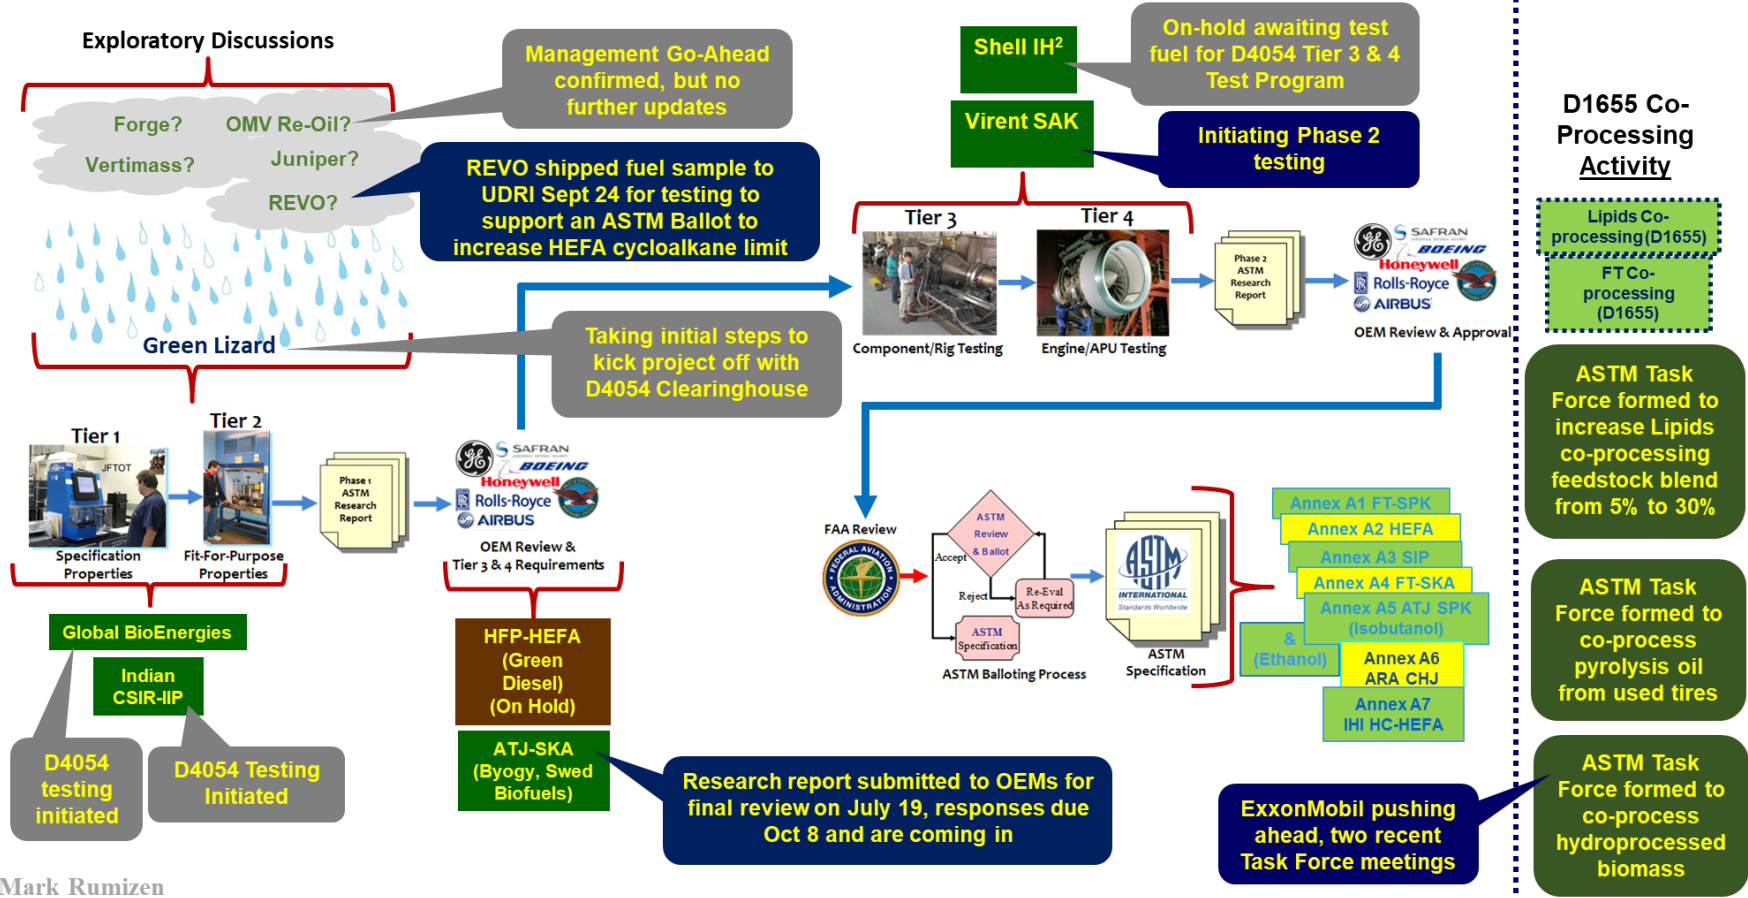 Exploratory Discussions
Forge?
OMV Re-Oil?
Vertimass?
Juniper?
REVO?
Management Go-Ahead
confirmed, but no
further updates
REVO shipped fuel sample to
UDRI Sept 24 for testing to
support an ASTM Ballot to
increase HEFA cycloalkane limit
Green Lizard
Taking initial steps to
kick project off with
D4054 Clearinghouse
Shell IH²
On-hold awaiting test
fuel for D4054 Tier 3 & 4
Test Program
Virent SAK
Initiating Phase 2
testing
Tier 3
Tier 4
Component/Rig Testing
Engine/APU Testing
Phase 2
ASTM
Research
Report
GE
SAFRAN
BOEING
Honeywell
Rolls-Royce
AIRBUS
OEM Review & Approval
Tier 1
Tier 2
JFTOT
Specification
Properties
Fit-For-Purpose
Properties
Phase 1
ASTM
Research
Report
GE
SAFRAN
BOEING
Honeywell
Rolls-Royce
AIRBUS
OEM Review &
Tier 3 & 4 Requirements
Global BioEnergies
Indian
CSIR-IIP
D4054
testing
initiated
D4054 Testing
Initiated
HFP-HEFA
(Green
Diesel)
(On Hold)
ATJ-SKA
(Byogy, Swed
Biofuels)
Research report submitted to OEMs for
final review on July 19, responses due
Oct 8 and are coming in
FAA Review
FEDERAL AVIATION
ADMINISTRATION
ASTM
Review
& Ballot
Accept
Reject
Re-Eval
As Required
ASTM
Specification
ASTM Balloting Process
ASTM
INTERNATIONAL
Standards Worldwide
ASTM
Specification
Annex A1 FT-SPK
Annex A2 HEFA
Annex A3 SIP
Annex A4 FT-SKA
Annex A5 ATJ SPK
(Isobutanol)
&
(Ethanol)
Annex A6
ARA CHJ
Annex A7
IHI HC-HEFA
D1655 Co-
Processing
Activity
Lipids Co-
processing (D1655)
FT Co-
processing
(D1655)
ASTM Task
Force formed to
increase Lipids
co-processing
feedstock blend
from 5% to 30%
ASTM Task
Force formed to
co-process
pyrolysis oil
from used tires
ASTM Task
Force formed to
co-process
hydroprocessed
biomass
ExxonMobil pushing
ahead, two recent
Task Force meetings
Mark Rumizen